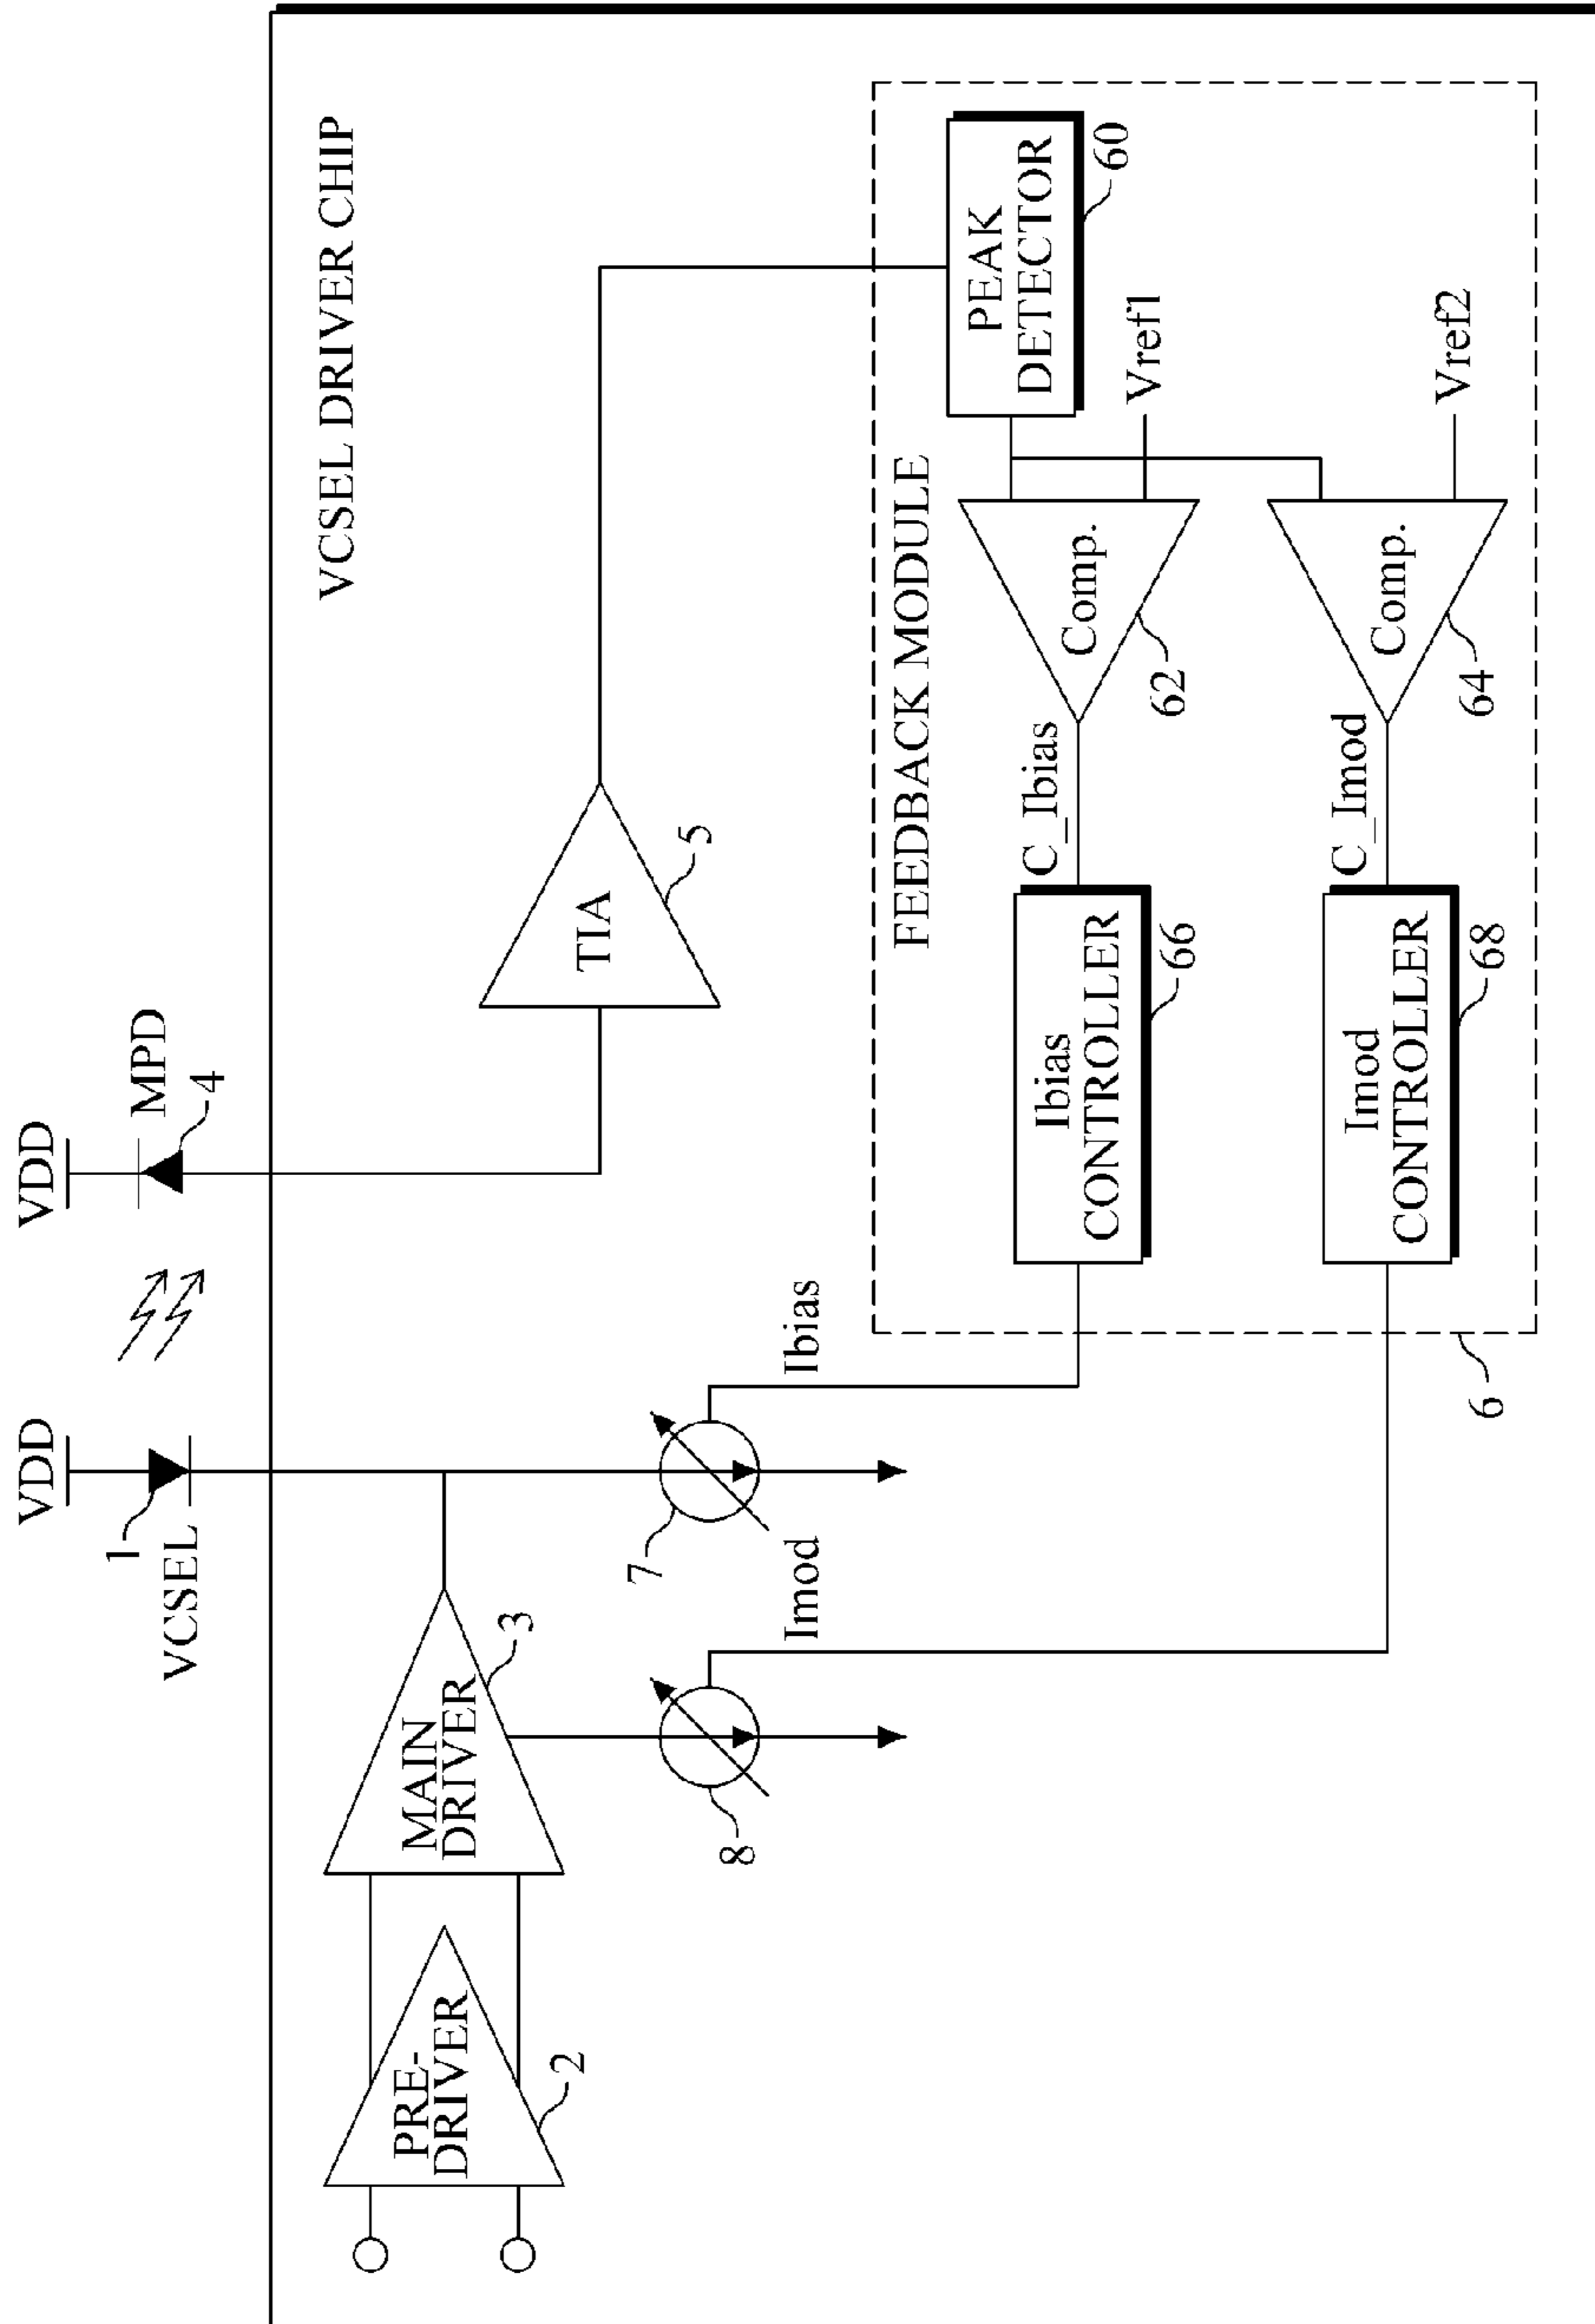 VDD
VDD
1
VCSEL
MPD
4
VCSEL DRIVER CHIP
PRE-
DRIVER
2
MAIN
DRIVER
3
TIA
5
7
Ibias
8
Imod
FEEDBACK MODULE
PEAK
DETECTOR
60
Ibias
CONTROLLER
66
C_Ibias
Comp.
62
Vref1
Imod
CONTROLLER
68
C_Imod
Comp.
64
Vref2
6